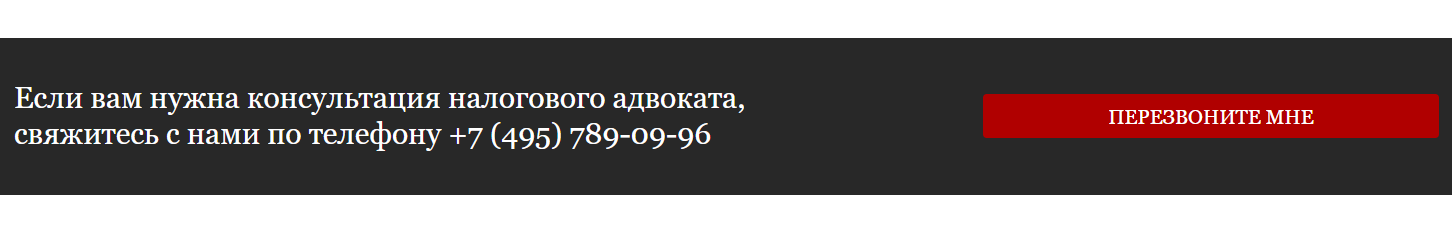 Если вам нужна консультация налогового адвоката,
свяжитесь с нами по телефону +7 (495) 789-09-96
ПЕРЕЗВОНИТЕ МНЕ